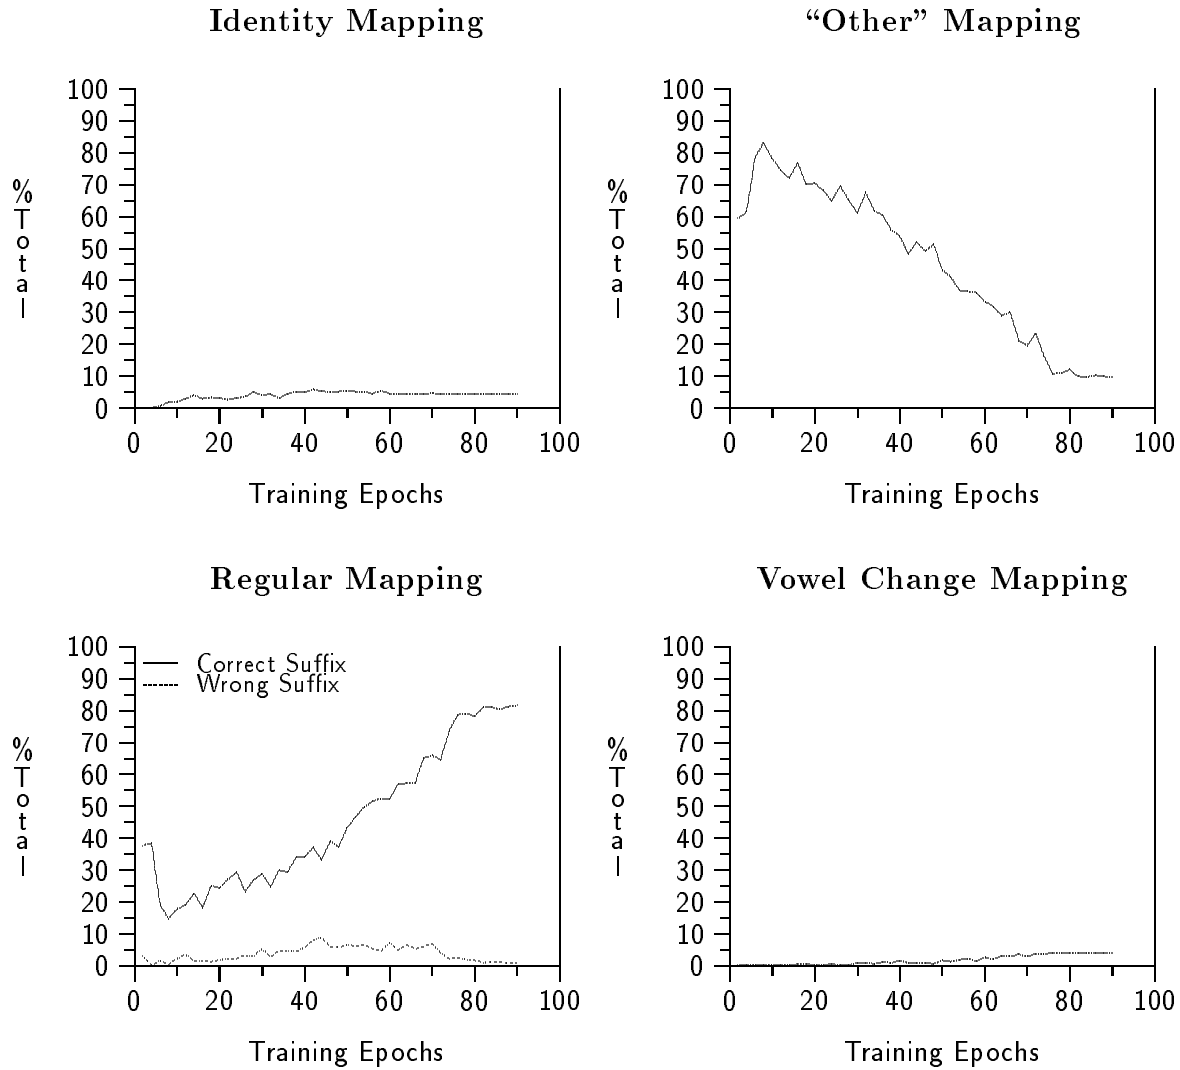 Identity Mapping
100
90
80
70
60
50
40
30
20
10
0
% Total
0 20 40 60 80 100
Training Epochs
“Other” Mapping
100
90
80
70
60
50
40
30
20
10
0
% Total
0 20 40 60 80 100
Training Epochs
Regular Mapping
Correct Suffix
Wrong Suffix
100
90
80
70
60
50
40
30
20
10
0
% Total
0 20 40 60 80 100
Training Epochs
Vowel Change Mapping
100
90
80
70
60
50
40
30
20
10
0
% Total
0 20 40 60 80 100
Training Epochs